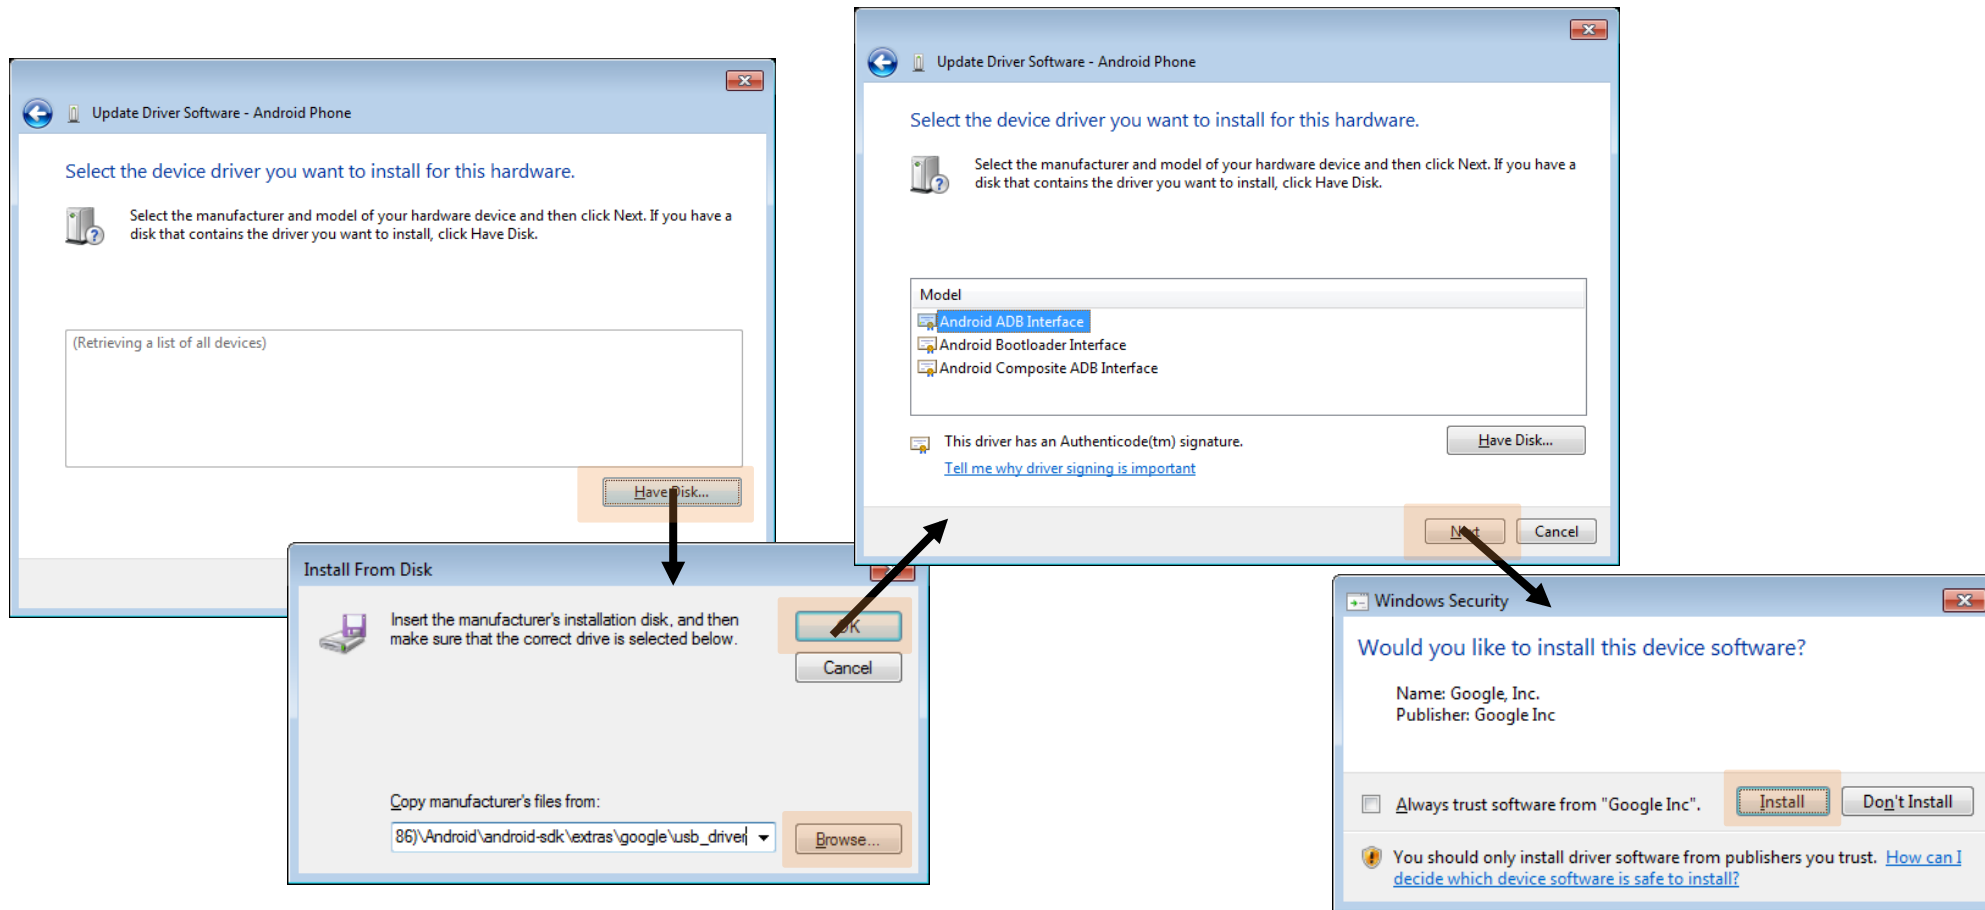 Update Driver Software - Android Phone
Select the device driver you want to install for this hardware.
Select the manufacturer and model of your hardware device and then click Next. If you have a
disk that contains the driver you want to install, click Have Disk.
(Retrieving a list of all devices)
Have Disk...
Install From Disk
Insert the manufacturer's installation disk, and then
make sure that the correct drive is selected below.
OK
Cancel
Copy manufacturer's files from:
86)\Android\android-sdk\extras\google\usb_driver
Browse...
Update Driver Software - Android Phone
Select the device driver you want to install for this hardware.
Select the manufacturer and model of your hardware device and then click Next. If you have a
disk that contains the driver you want to install, click Have Disk.
Model
Android ADB Interface
Android Bootloader Interface
Android Composite ADB Interface
This driver has an Authenticode(tm) signature.
Have Disk...
Tell me why driver signing is important
Next
Cancel
Windows Security
Would you like to install this device software?
Name: Google, Inc.
Publisher: Google Inc
Always trust software from "Google Inc".
Install
Don't Install
You should only install driver software from publishers you trust. How can I
decide which device software is safe to install?